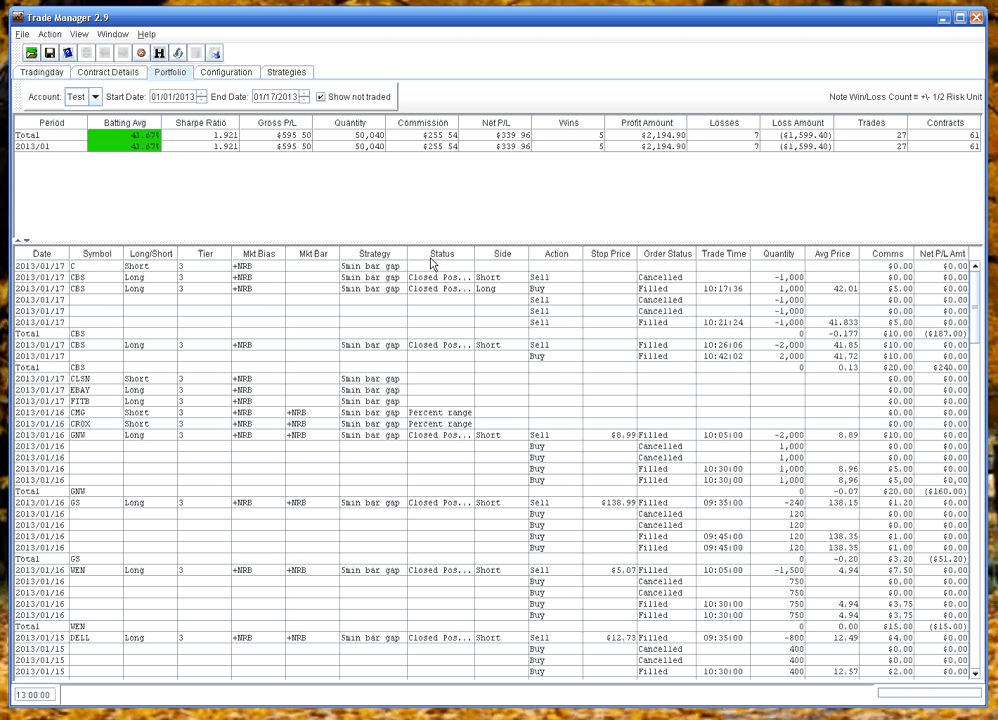 Trade Manager 2.9
File Action View Window Help
Tradingday Contract Details Portfolio Configuration Strategies
Account: Test Start Date: 01/01/2013 End Date: 01/17/2013 Show not traded Note Win/Loss Count = +\- 1/2 Risk Unit
Period Batting Avg Sharpe Ratio Gross P/L Quantity Commission Net P/L Wins Profit Amount Losses Loss Amount Trades Contracts
Total 41.67% 1.921 $595 50 50,040 $255 54 $339 96 5 $2,194.90 7 ($1,599.40) 27 61
2013/01 41.67% 1.921 $595 50 50,040 $255 54 $339 96 5 $2,194.90 7 ($1,599.40) 27 61
Date Symbol Long/Short Tier Mkt Bias Mkt Bar Strategy Status Side Action Stop Price Order Status Trade Time Quantity Avg Price Comms Net P/L Amt
2013/01/17 C Short 3 +NRB 5min bar gap $0.00 $0.00
2013/01/17 CBS Long 3 +NRB 5min bar gap Closed Pos... Short Sell Cancelled -1,000 $0.00 $0.00
2013/01/17 CBS Long 3 +NRB 5min bar gap Closed Pos... Long Buy Filled 10:17:36 1,000 42.01 $5.00 $0.00
2013/01/17 Sell Cancelled -1,000 $0.00 $0.00
2013/01/17 Sell Cancelled -1,000 $0.00 $0.00
2013/01/17 Sell Filled 10:21:24 -1,000 41.833 $5.00 $0.00
Total CBS 0 -0.177 $10.00 ($187.00)
2013/01/17 CBS Long 3 +NRB 5min bar gap Closed Pos... Short Sell Filled 10:26:06 -2,000 41.85 $10.00 $0.00
2013/01/17 Buy Filled 10:42:02 2,000 41.72 $10.00 $0.00
Total CBS 0 0.13 $20.00 $240.00
2013/01/17 CLSN Short 3 +NRB 5min bar gap $0.00 $0.00
2013/01/17 EBAY Long 3 +NRB 5min bar gap $0.00 $0.00
2013/01/17 FITB Long 3 +NRB 5min bar gap $0.00 $0.00
2013/01/16 CMG Short 3 +NRB +NRB 5min bar gap Percent range $0.00 $0.00
2013/01/16 CROX Short 3 +NRB +NRB 5min bar gap Percent range $0.00 $0.00
2013/01/16 GNW Long 3 +NRB +NRB 5min bar gap Closed Pos... Short Sell $8.99 Filled 10:05:00 -2,000 8.89 $10.00 $0.00
2013/01/16 Buy Cancelled 1,000 $0.00 $0.00
2013/01/16 Buy Cancelled 1,000 $0.00 $0.00
2013/01/16 Buy Filled 10:30:00 1,000 8.96 $5.00 $0.00
2013/01/16 Buy Filled 10:30:00 1,000 8.96 $5.00 $0.00
Total GNW 0 -0.07 $20.00 ($160.00)
2013/01/16 GS Long 3 +NRB +NRB 5min bar gap Closed Pos... Short Sell $138.99 Filled 09:35:00 -240 138.15 $1.20 $0.00
2013/01/16 Buy Cancelled 120 $0.00 $0.00
2013/01/16 Buy Cancelled 120 $0.00 $0.00
2013/01/16 Buy Filled 09:45:00 120 138.35 $1.00 $0.00
2013/01/16 Buy Filled 09:45:00 120 138.35 $1.00 $0.00
Total GS 0 -0.20 $3.20 ($51.20)
2013/01/16 WEN Long 3 +NRB +NRB 5min bar gap Closed Pos... Short Sell $5.07 Filled 10:05:00 -1,500 4.94 $7.50 $0.00
2013/01/16 Buy Cancelled 750 $0.00 $0.00
2013/01/16 Buy Cancelled 750 $0.00 $0.00
2013/01/16 Buy Filled 10:30:00 750 4.94 $3.75 $0.00
2013/01/16 Buy Filled 10:30:00 750 4.94 $3.75 $0.00
Total WEN 0 0.00 $15.00 ($15.00)
2013/01/15 DELL Long 3 +NRB +NRB 5min bar gap Closed Pos... Short Sell $12.73 Filled 09:35:00 -800 12.49 $4.00 $0.00
2013/01/15 Buy Cancelled 400 $0.00 $0.00
2013/01/15 Buy Cancelled 400 $0.00 $0.00
2013/01/15 Buy Filled 10:30:00 400 12.57 $2.00 $0.00
13:00:00